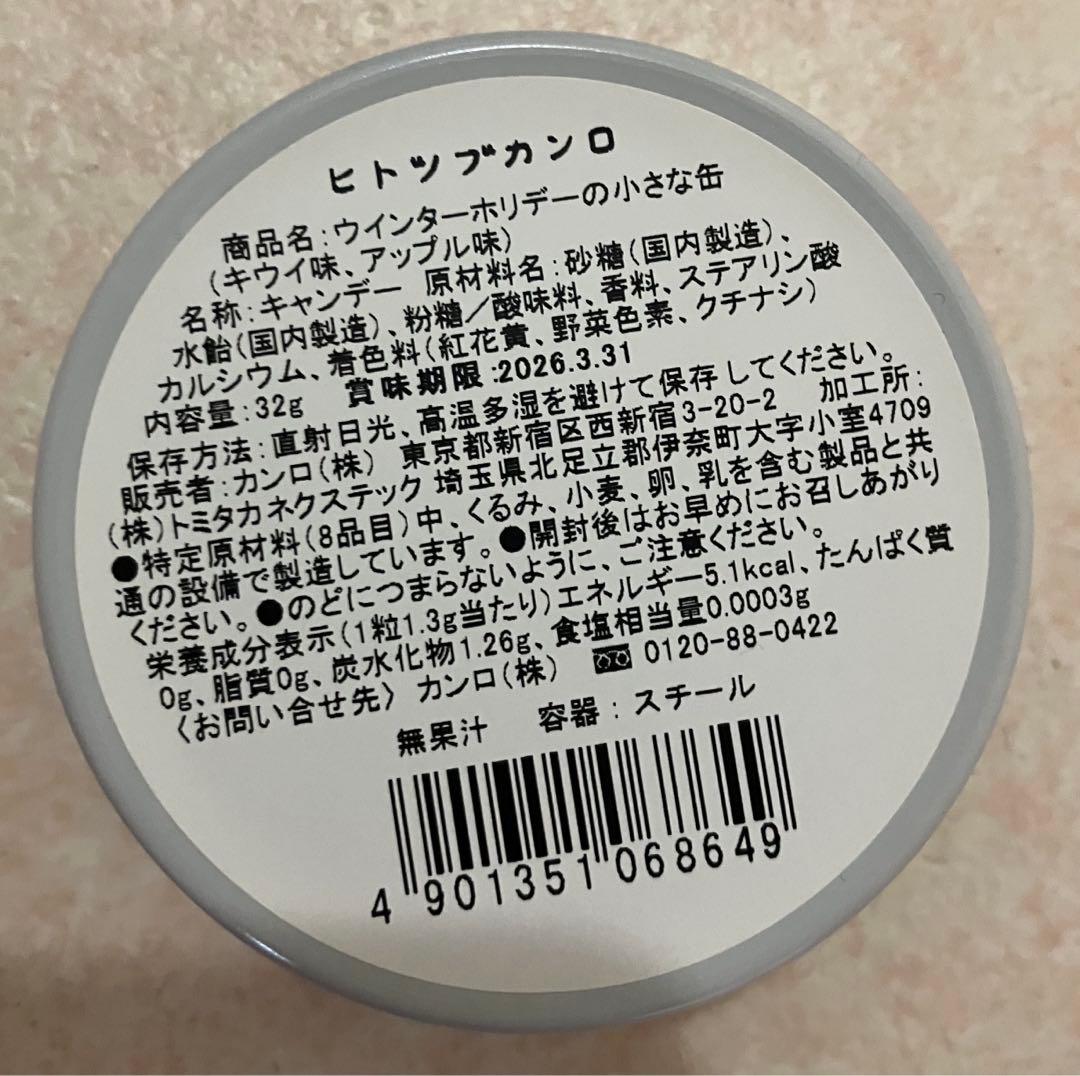 ヒトツブカンロ
商品名:ウインターホリデーの小さな缶
(キウイ味、アップル味)
名称:キャンデー 原材料名:砂糖(国内製造)、
水飴(国内製造)、粉糖／酸味料、香料、ステアリン酸
カルシウム、着色料(紅花黄、野菜色素、クチナシ)
内容量:32g 賞味期限:2026.3.31
保存方法:直射日光、高温多湿を避けて保存してください。
販売者:カンロ(株) 東京都新宿区西新宿3-20-2 加工所:
(株)トミタカネクステック 埼玉県北足立郡伊奈町大字小室4709
●特定原材料(8品目)中、くるみ、小麦、卵、乳を含む製品と共
通の設備で製造しています。●開封後はお早めにお召しあがり
ください。●のどにつまらないように、ご注意ください。
栄養成分表示(1粒1.3g当たり)エネルギー5.1kcal、たんぱく質
0g、脂質0g、炭水化物1.26g、食塩相当量0.0003g
〈お問い合せ先〉カンロ(株) 0120-88-0422
無果汁 容器:スチール
4 901351 068649